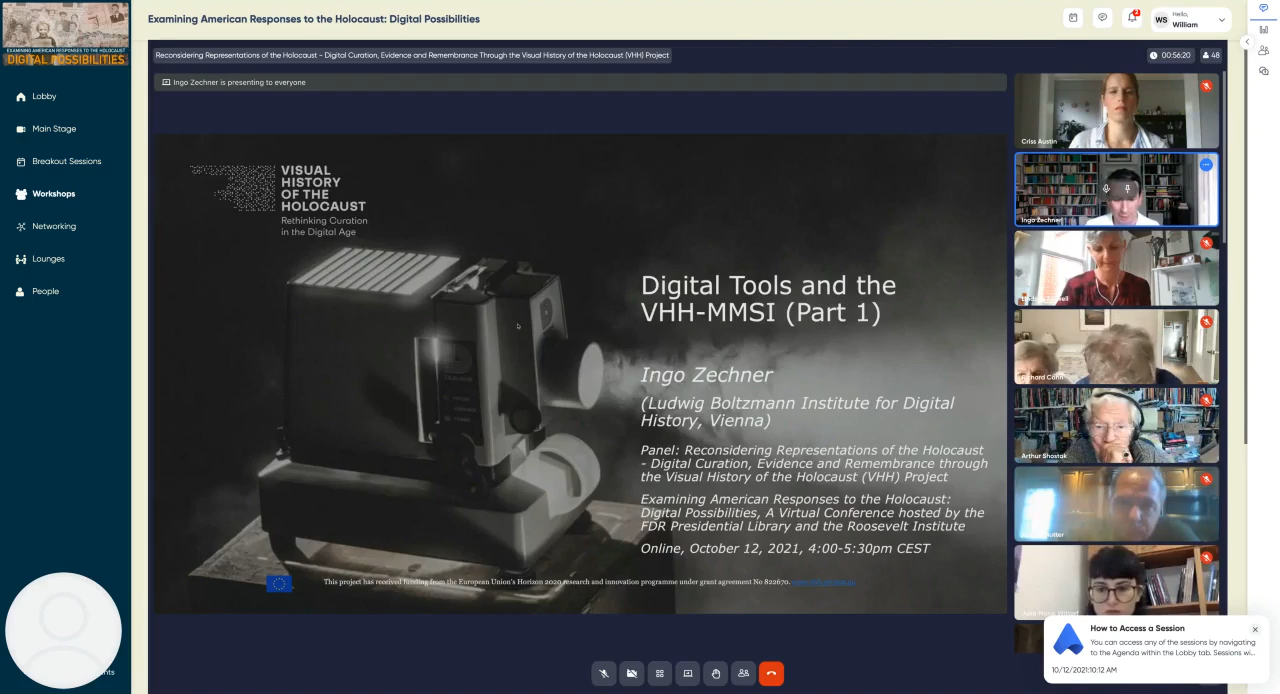 EXAMINING AMERICAN RESPONSES TO THE HOLOCAUST
DIGITAL POSSIBILITIES
Lobby
Main Stage
Breakout Sessions
Workshops
Networking
Lounges
People
Examining American Responses to the Holocaust: Digital Possibilities
2
WS
Hello,
William
Reconsidering Representations of the Holocaust - Digital Curation, Evidence and Remembrance Through the Visual History of the Holocaust (VHH) Project
00:56:20
48
Ingo Zechner is presenting to everyone
VISUAL
HISTORY
OF THE
HOLOCAUST
Rethinking Curation
in the Digital Age
Digital Tools and the
VHH-MMSI (Part 1)
Ingo Zechner
(Ludwig Boltzmann Institute for Digital
History, Vienna)
Panel: Reconsidering Representations of the Holocaust
- Digital Curation, Evidence and Remembrance through
the Visual History of the Holocaust (VHH) Project
Examining American Responses to the Holocaust:
Digital Possibilities, A Virtual Conference hosted by the
FDR Presidential Library and the Roosevelt Institute
Online, October 12, 2021, 4:00-5:30pm CEST
This project has received funding from the European Union's Horizon 2020 research and innovation programme under grant agreement No 822670.
Criss Austin
Ingo Zechner
Richard Cahn
Arthur Shostak
How to Access a Session
You can access any of the sessions by navigating
to the Agenda within the Lobby tab. Sessions wi...
10/12/2021:10:12 AM
nts